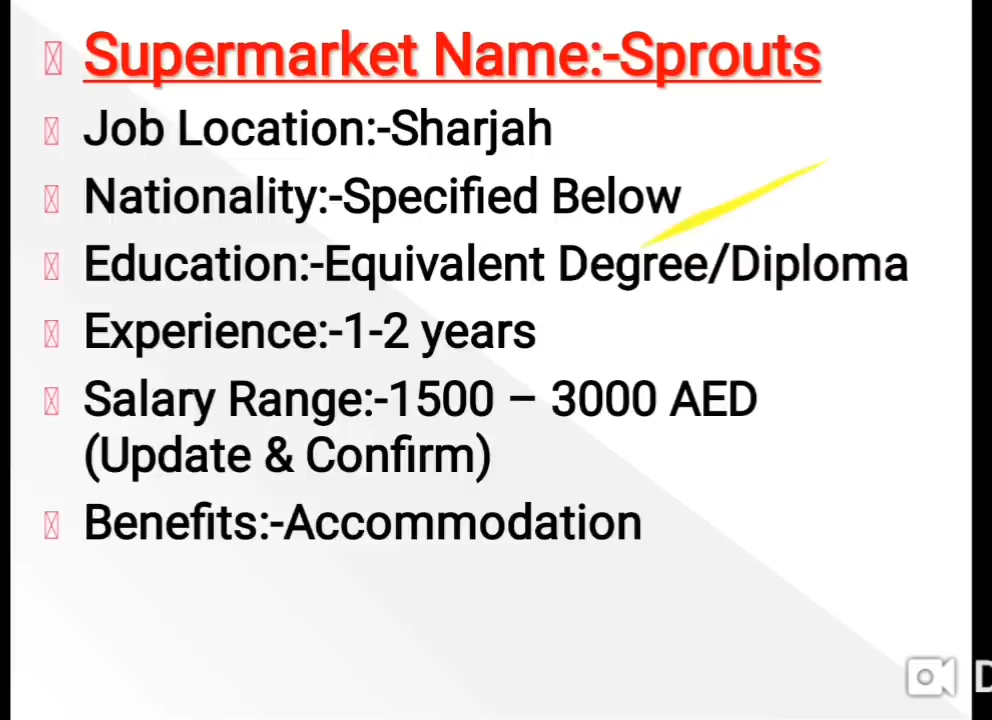 Supermarket Name:-Sprouts
Job Location:-Sharjah
Nationality:-Specified Below
Education:-Equivalent Degree/Diploma
Experience:-1-2 years
Salary Range:-1500 – 3000 AED
(Update & Confirm)
Benefits:-Accommodation